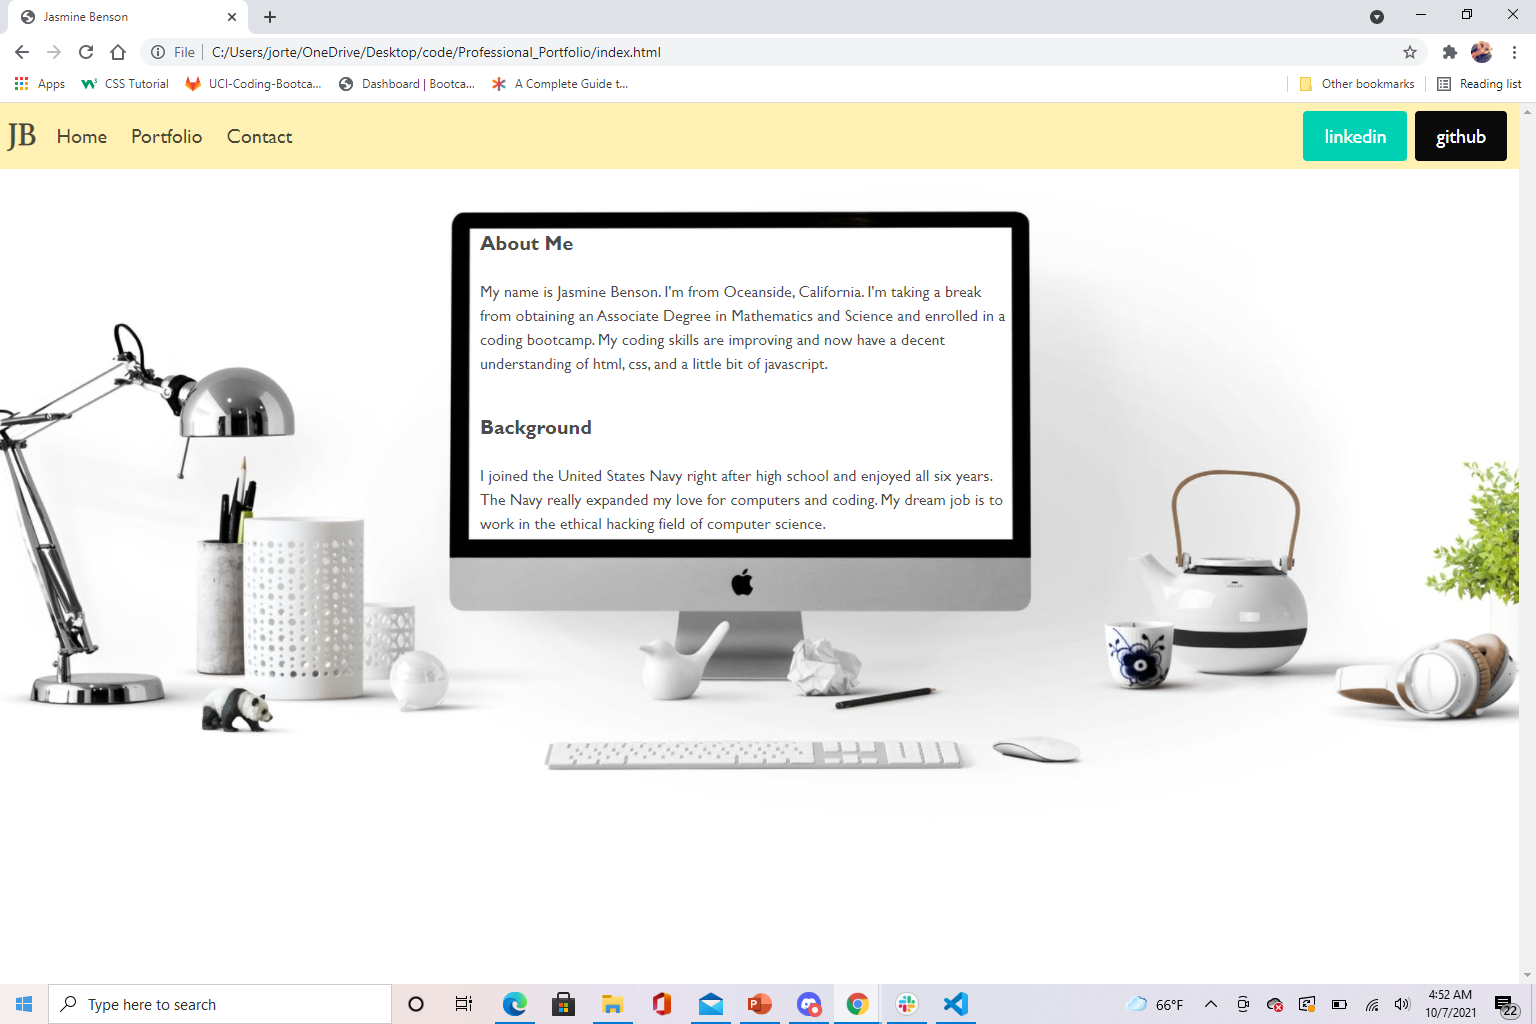 Jasmine Benson
File
C:/Users/jorte/OneDrive/Desktop/code/Professional_Portfolio/index.html
Apps
CSS Tutorial
UCI-Coding-Bootca...
Dashboard | Bootca...
A Complete Guide t...
Other bookmarks
Reading list
JB
Home
Portfolio
Contact
linkedin
github
About Me
My name is Jasmine Benson. I'm from Oceanside, California. I'm taking a break
from obtaining an Associate Degree in Mathematics and Science and enrolled in a
coding bootcamp. My coding skills are improving and now have a decent
understanding of html, css, and a little bit of javascript.
Background
I joined the United States Navy right after high school and enjoyed all six years.
The Navy really expanded my love for computers and coding. My dream job is to
work in the ethical hacking field of computer science.
Type here to search
66°F
4:52 AM
10/7/2021
22